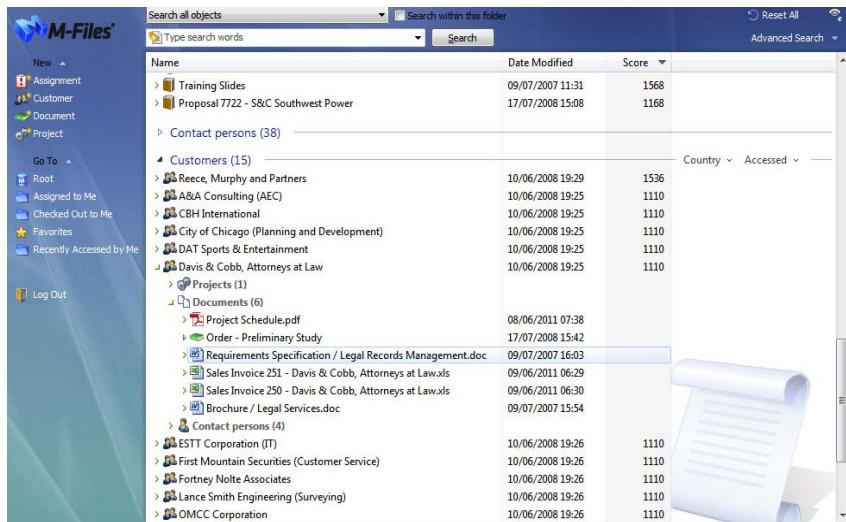 Search all objects
Search within this folder
Reset All
M-Files
Type search words
Search
Advanced Search
New
Assignment
Customer
Document
Project
Go To
Root
Assigned to Me
Checked Out to Me
Favorites
Recently Accessed by Me
Log Out
Name Date Modified Score
Training Slides 09/07/2007 11:31 1568
Proposal 7722 - S&C Southwest Power 17/07/2008 15:08 1168
Contact persons (38)
Customers (15) Country Accessed
Reece, Murphy and Partners 10/06/2008 19:29 1536
A&A Consulting (AEC) 10/06/2008 19:25 1110
CBH International 10/06/2008 19:25 1110
City of Chicago (Planning and Development) 10/06/2008 19:25 1110
DAT Sports & Entertainment 10/06/2008 19:25 1110
Davis & Cobb, Attorneys at Law 10/06/2008 19:25 1110
Projects (1)
Documents (6)
Project Schedule.pdf 08/06/2011 07:38
Order - Preliminary Study 17/07/2008 15:42
Requirements Specification / Legal Records Management.doc 09/07/2007 16:03
Sales Invoice 251 - Davis & Cobb, Attorneys at Law.xls 09/06/2011 06:29
Sales Invoice 250 - Davis & Cobb, Attorneys at Law.xls 09/06/2011 06:30
Brochure / Legal Services.doc 09/07/2007 15:54
Contact persons (4)
ESTT Corporation (IT) 10/06/2008 19:26 1110
First Mountain Securities (Customer Service) 10/06/2008 19:26 1110
Fortney Nolte Associates 10/06/2008 19:26 1110
Lance Smith Engineering (Surveying) 10/06/2008 19:26 1110
OMCC Corporation 10/06/2008 19:26 1110